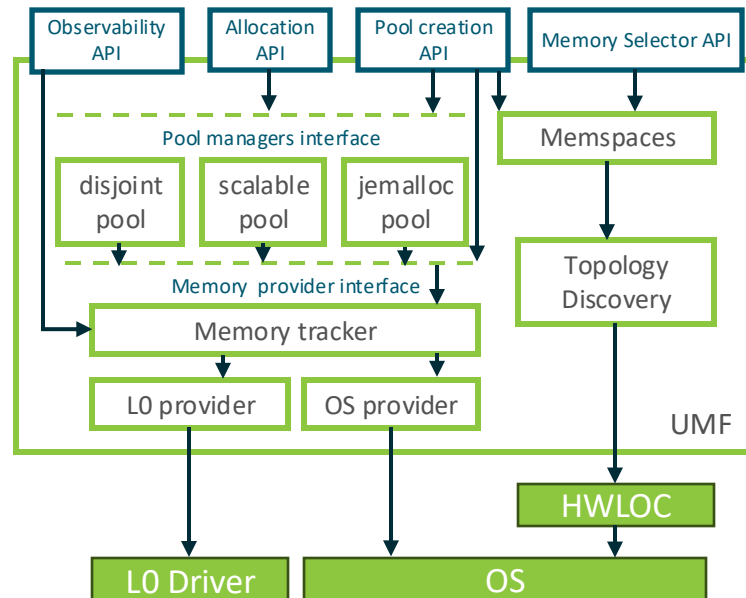 Observability
API
Allocation
API
Pool creation
API
Memory Selector API
Pool managers interface
Memspaces
disjoint
pool
scalable
pool
jemalloc
pool
Topology
Discovery
Memory provider interface
Memory tracker
L0 provider
OS provider
UMF
HWLOC
L0 Driver
OS